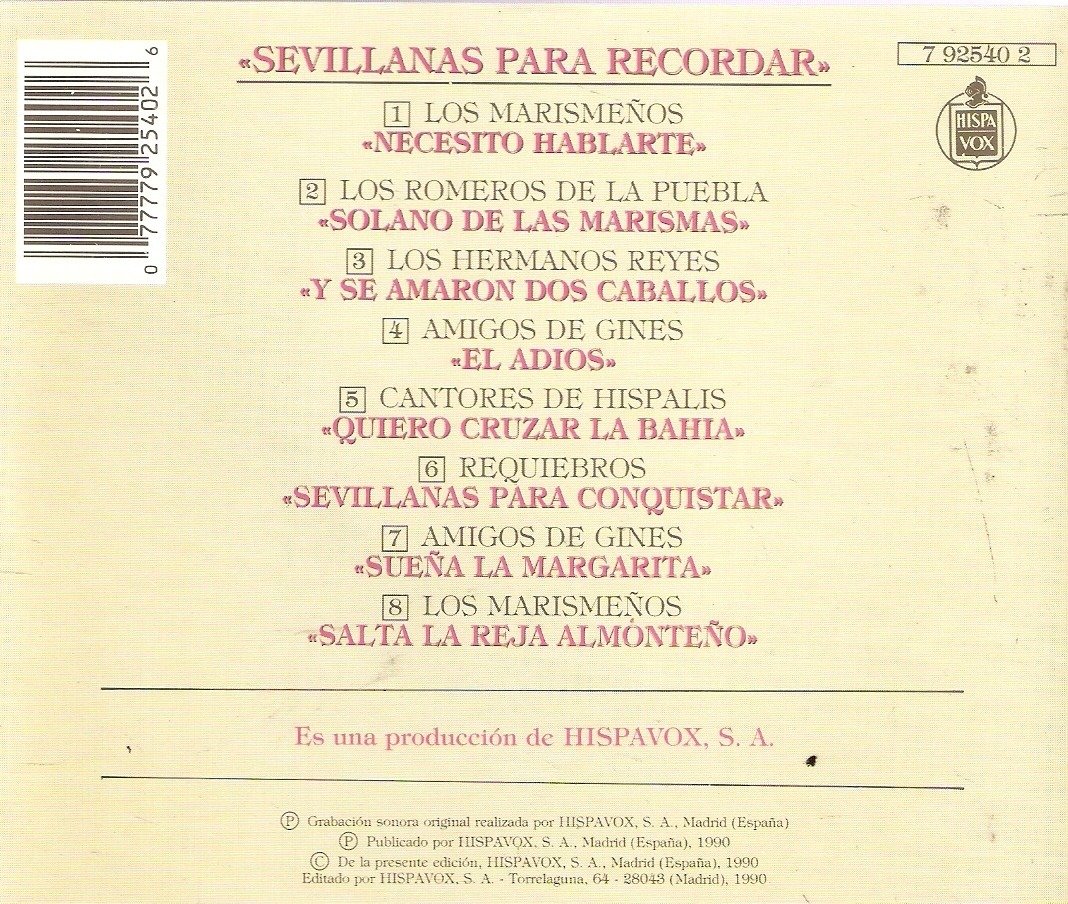 «SEVILLANAS PARA RECORDAR»
7 92540 2
HISPA
VOX
0 77779 25402 6
1 LOS MARISMEÑOS
«NECESITO HABLARTE»
2 LOS ROMEROS DE LA PUEBLA
«SOLANO DE LAS MARISMAS»
3 LOS HERMANOS REYES
«Y SE AMARON DOS CABALLOS»
4 AMIGOS DE GINES
«EL ADIOS»
5 CANTORES DE HISPALIS
«QUIERO CRUZAR LA BAHIA»
6 REQUIEBROS
«SEVILLANAS PARA CONQUISTAR»
7 AMIGOS DE GINES
«SUEÑA LA MARGARITA»
8 LOS MARISMEÑOS
«SALTA LA REJA ALMONTEÑO»
Es una producción de HISPAVOX, S. A.
Ⓟ Grabación sonora original realizada por HISPAVOX, S. A., Madrid (España)
Ⓟ Publicado por HISPAVOX, S. A., Madrid (España), 1990
© De la presente edición, HISPAVOX, S. A., Madrid (España), 1990
Editado por HISPAVOX, S. A. - Torrelaguna, 64 - 28043 (Madrid), 1990